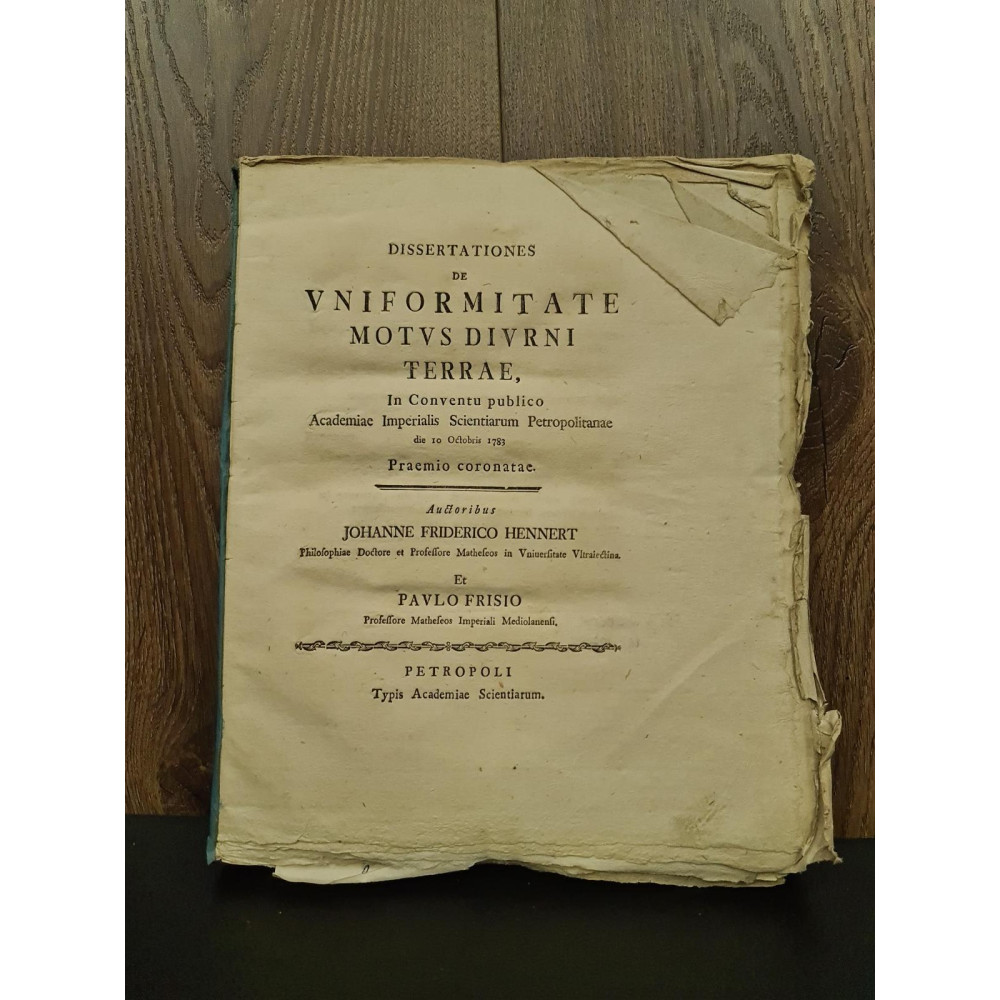 DISSERTATIONES
DE
VNIFORMITATE
MOTVS DIVRNI
TERRAE,
In Conventu publico
Academiae Imperialis Scientiarum Petropolitanae
die 10 Octobris 1783
Praemio coronatae.
Auctoribus
JOHANNE FRIDERICO HENNERT
Philoſophiae Doctore et Profeſſore Matheſeos in Vniuerſitate Vltraiectina.
Et
PAVLO FRISIO
Profeſſore Matheſeos Imperiali Mediolanenſi.
PETROPOLI
Typis Academiae Scientiarum.